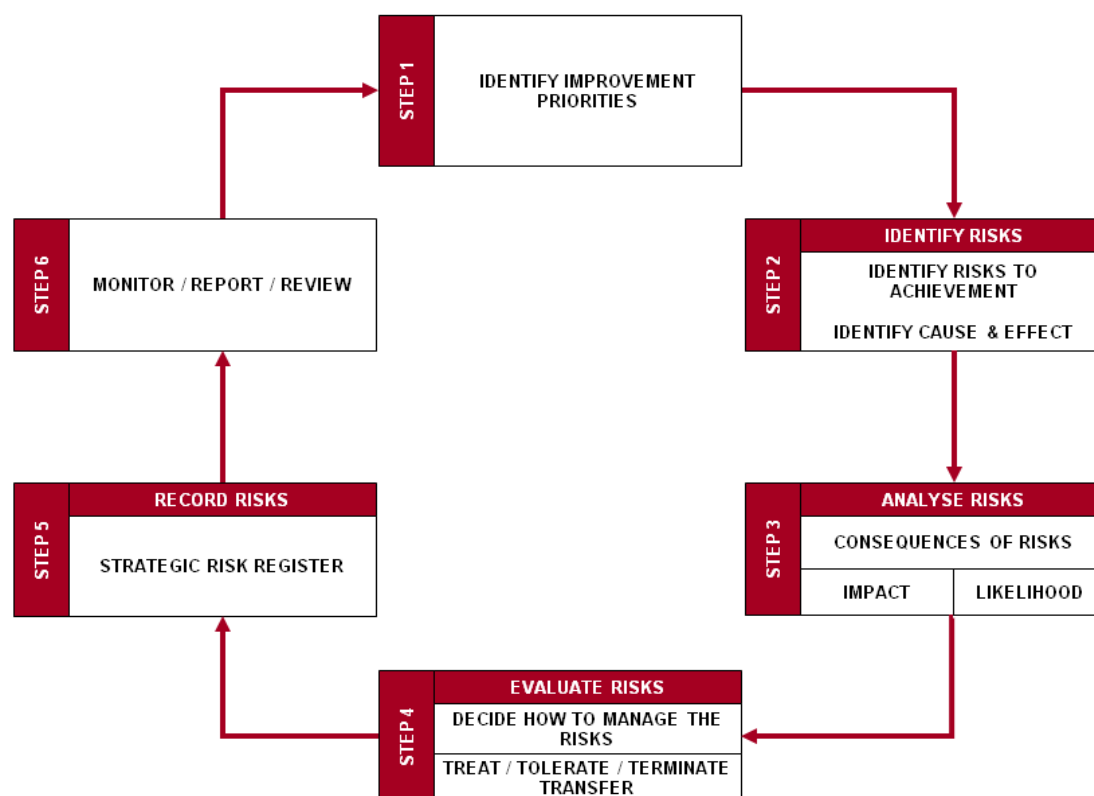 STEP 1
IDENTIFY IMPROVEMENT
PRIORITIES
STEP 2
IDENTIFY RISKS
IDENTIFY RISKS TO
ACHIEVEMENT
IDENTIFY CAUSE & EFFECT
STEP 3
ANALYSE RISKS
CONSEQUENCES OF RISKS
IMPACT
LIKELIHOOD
STEP 4
EVALUATE RISKS
DECIDE HOW TO MANAGE THE
RISKS
TREAT / TOLERATE / TERMINATE
TRANSFER
STEP 5
RECORD RISKS
STRATEGIC RISK REGISTER
STEP 6
MONITOR / REPORT / REVIEW